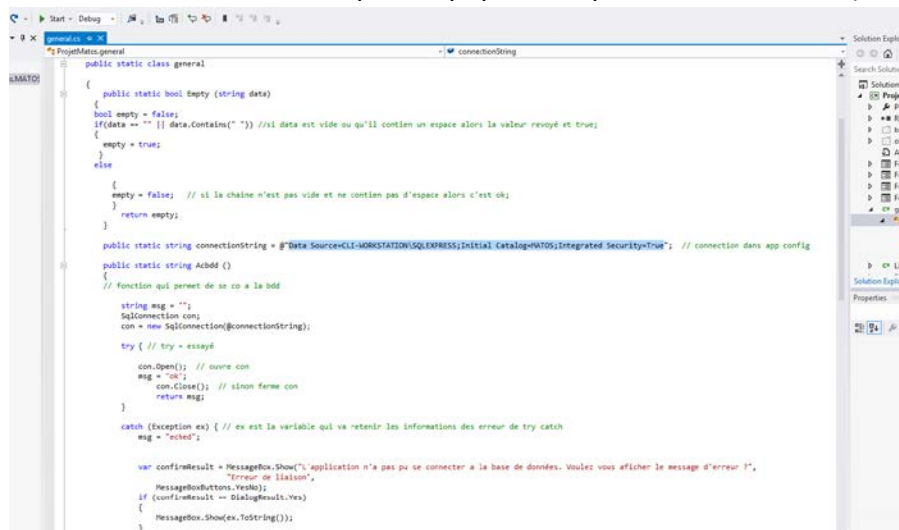 Start
Debug
general.cs
ProjetMatos.general
connectionString
Solution Expl
public static class general
Search Soluti
Solution
{
public static bool Empty (string data)
{
bool empty = false;
if(data == "" || data.Contains(" ")) //si data est vide ou qu'il contien un espace alors la valeur revoyé et true;
{
empty = true;
}
else
{
empty = false;   // si la chaine n'est pas vide et ne contien pas d'espace alors c'est ok;
}
return empty;
}
public static string connectionString = @"Data Source=CLI-WORKSTATION\SQLEXPRESS;Initial Catalog=MATOS;Integrated Security=True";  // connection dans app config
public static string Acbdd ()
{
// fonction qui permet de se co a la bdd
string msg = "";
SqlConnection con;
con = new SqlConnection(@connectionString);
try { // try = essayé
con.Open();  // ouvre con
msg = "ok";
con.Close();  // sinon ferme con
return msg;
}
catch (Exception ex) { // ex est la variable qui va retenir les informations des erreur de try catch
msg = "eched";
var confirmResult = MessageBox.Show("L'application n'a pas pu se connecter a la base de données. Voulez vous aficher le message d'erreur ?",
"Erreur de liaison",
MessageBoxButtons.YesNo);
if (confirmResult == DialogResult.Yes)
{
MessageBox.Show(ex.ToString());
}
Solution Expl
Properties